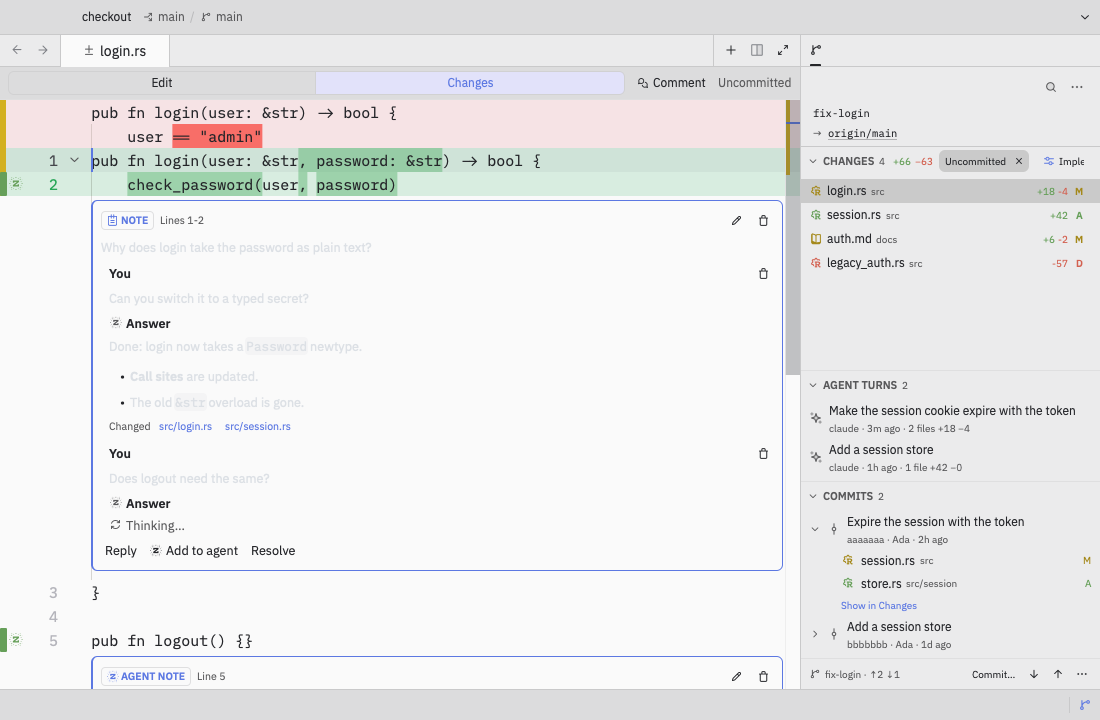 checkout main / main
login.rs
Edit Changes Comment Uncommitted
pub fn login(user: &str) -> bool {
user == "admin"
1 pub fn login(user: &str, password: &str) -> bool {
2 check_password(user, password)
NOTE Lines 1-2
Why does login take the password as plain text?
You
Can you switch it to a typed secret?
Answer
Done: login now takes a Password newtype.
• Call sites are updated.
• The old &str overload is gone.
Changed src/login.rs src/session.rs
You
Does logout need the same?
Answer
Thinking...
Reply Add to agent Resolve
3 }
4
5 pub fn logout() {}
AGENT NOTE Line 5
fix-login
→ origin/main
CHANGES 4 +66 −63 Uncommitted × Imple
login.rs src +18 -4 M
session.rs src +42 A
auth.md docs +6 -2 M
legacy_auth.rs src -57 D
AGENT TURNS 2
Make the session cookie expire with the token
claude · 3m ago · 2 files +18 −4
Add a session store
claude · 1h ago · 1 file +42 −0
COMMITS 2
Expire the session with the token
aaaaaaa · Ada · 2h ago
session.rs src M
store.rs src/session A
Show in Changes
Add a session store
bbbbbbb · Ada · 1d ago
fix-login · ↑2 ↓1 Commit...